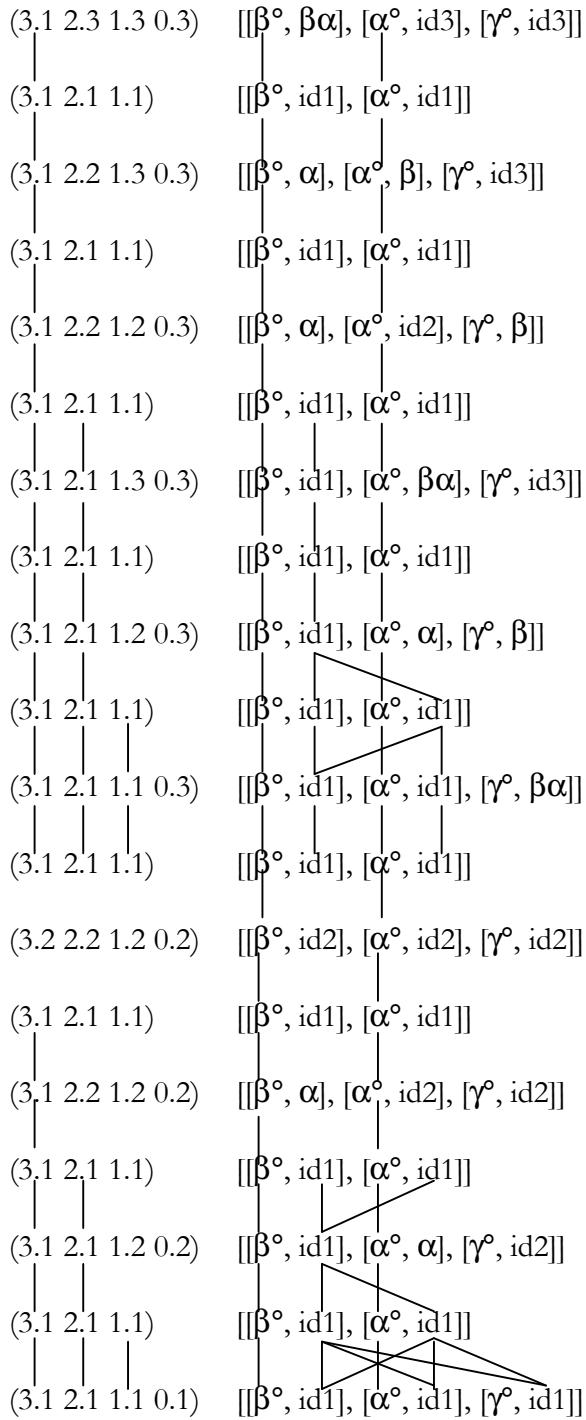 (3.1 2.3 1.3 0.3) [[β°, βα], [α°, id3], [γ°, id3]]
(3.1 2.1 1.1) [[β°, id1], [α°, id1]]
(3.1 2.2 1.3 0.3) [[β°, α], [α°, β], [γ°, id3]]
(3.1 2.1 1.1) [[β°, id1], [α°, id1]]
(3.1 2.2 1.2 0.3) [[β°, α], [α°, id2], [γ°, β]]
(3.1 2.1 1.1) [[β°, id1], [α°, id1]]
(3.1 2.1 1.3 0.3) [[β°, id1], [α°, βα], [γ°, id3]]
(3.1 2.1 1.1) [[β°, id1], [α°, id1]]
(3.1 2.1 1.2 0.3) [[β°, id1], [α°, α], [γ°, β]]
(3.1 2.1 1.1) [[β°, id1], [α°, id1]]
(3.1 2.1 1.1 0.3) [[β°, id1], [α°, id1], [γ°, βα]]
(3.1 2.1 1.1) [[β°, id1], [α°, id1]]
(3.2 2.2 1.2 0.2) [[β°, id2], [α°, id2], [γ°, id2]]
(3.1 2.1 1.1) [[β°, id1], [α°, id1]]
(3.1 2.2 1.2 0.2) [[β°, α], [α°, id2], [γ°, id2]]
(3.1 2.1 1.1) [[β°, id1], [α°, id1]]
(3.1 2.1 1.2 0.2) [[β°, id1], [α°, α], [γ°, id2]]
(3.1 2.1 1.1) [[β°, id1], [α°, id1]]
(3.1 2.1 1.1 0.1) [[β°, id1], [α°, id1], [γ°, id1]]